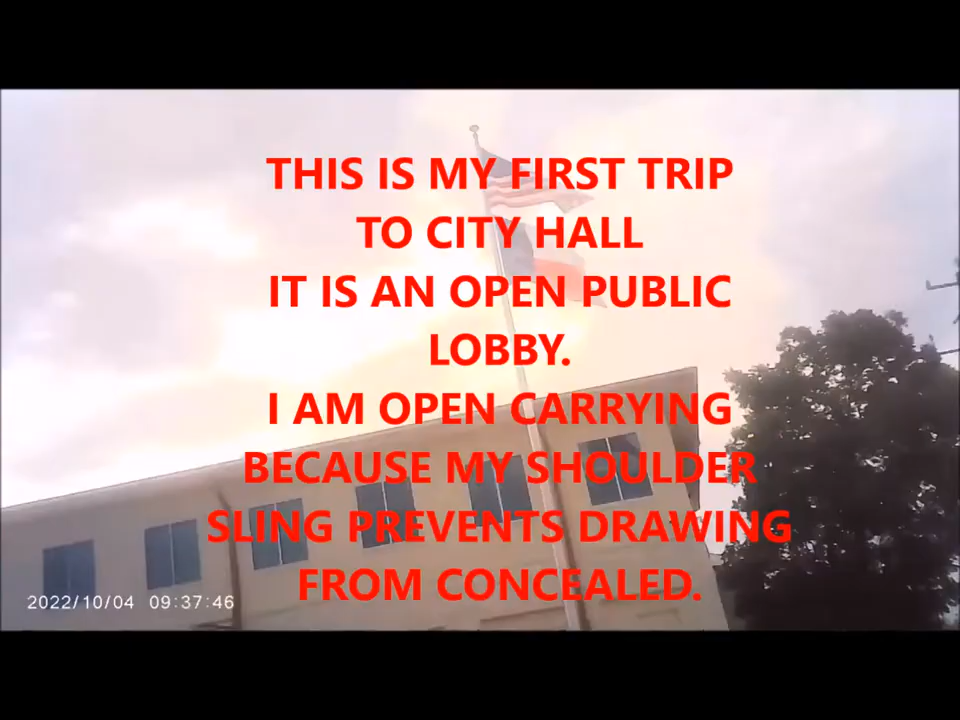 THIS IS MY FIRST TRIP
TO CITY HALL
IT IS AN OPEN PUBLIC
LOBBY.
I AM OPEN CARRYING
BECAUSE MY SHOULDER
SLING PREVENTS DRAWING
FROM CONCEALED.
2022/10/04 09:37:46